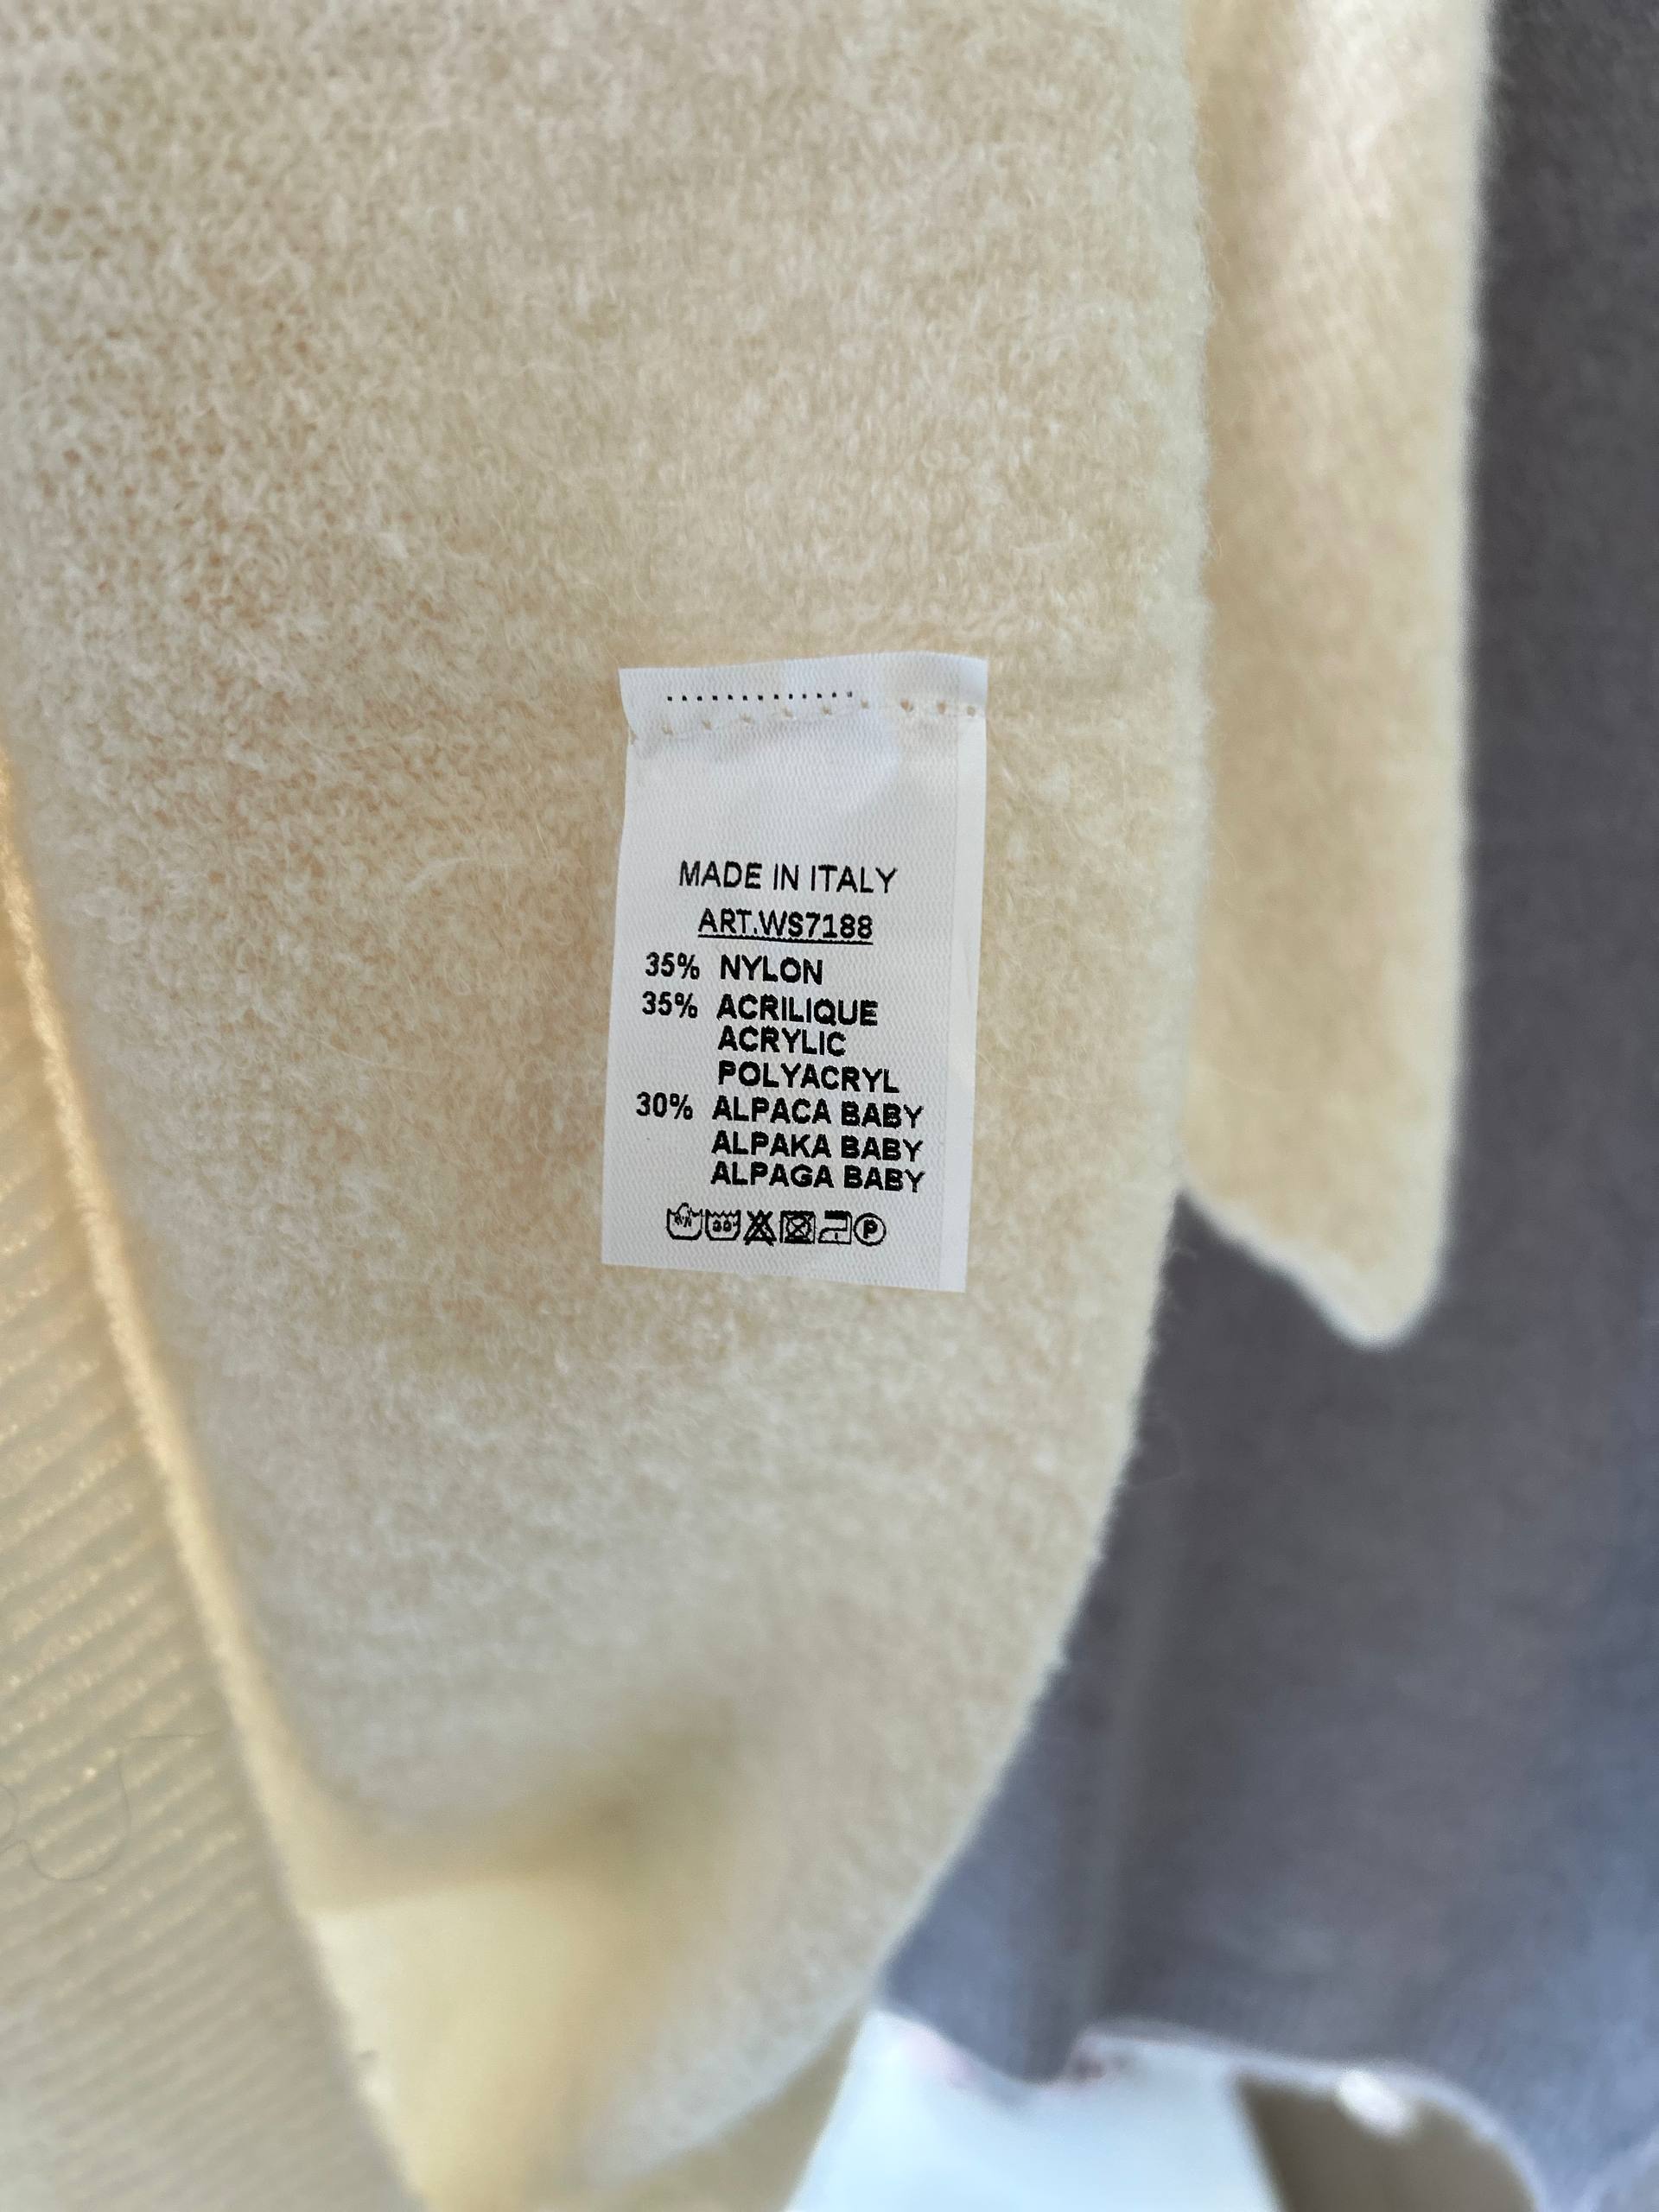 MADE IN ITALY
ART.WS7188
35% NYLON
35% ACRILIQUE
ACRYLIC
POLYACRYL
30% ALPACA BABY
ALPAKA BABY
ALPAGA BABY
P